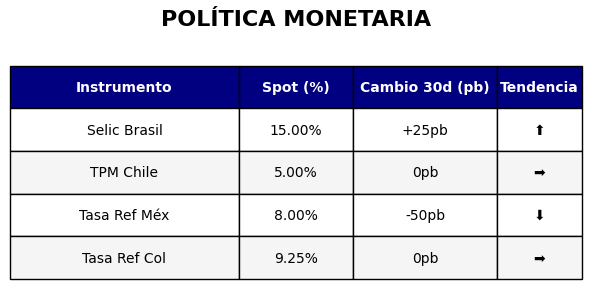 POLÍTICA MONETARIA
Instrumento Spot (%) Cambio 30d (pb) Tendencia
Selic Brasil 15.00% +25pb ⬆
TPM Chile 5.00% 0pb ➡
Tasa Ref Méx 8.00% -50pb ⬇
Tasa Ref Col 9.25% 0pb ➡